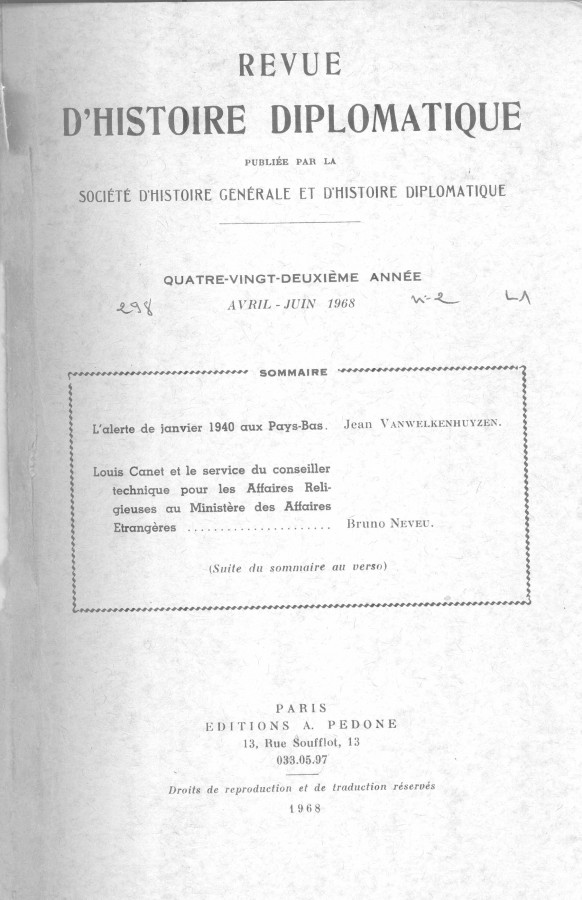 REVUE
D'HISTOIRE DIPLOMATIQUE
PUBLIÉE PAR LA
SOCIÉTÉ D'HISTOIRE GÉNÉRALE ET D'HISTOIRE DIPLOMATIQUE
QUATRE-VINGT-DEUXIÈME ANNÉE
298 AVRIL - JUIN 1968 n-2
SOMMAIRE
L'alerte de janvier 1940 aux Pays-Bas. Jean VANWELKENHUYZEN.
Louis Canet et le service du conseiller
technique pour les Affaires Reli-
gieuses au Ministère des Affaires
Etrangères ...................... Bruno NEVEU.
(Suite du sommaire au verso)
PARIS
EDITIONS A. PEDONE
13, Rue Soufflot, 13
033.05.97
Droits de reproduction et de traduction réservés
1968